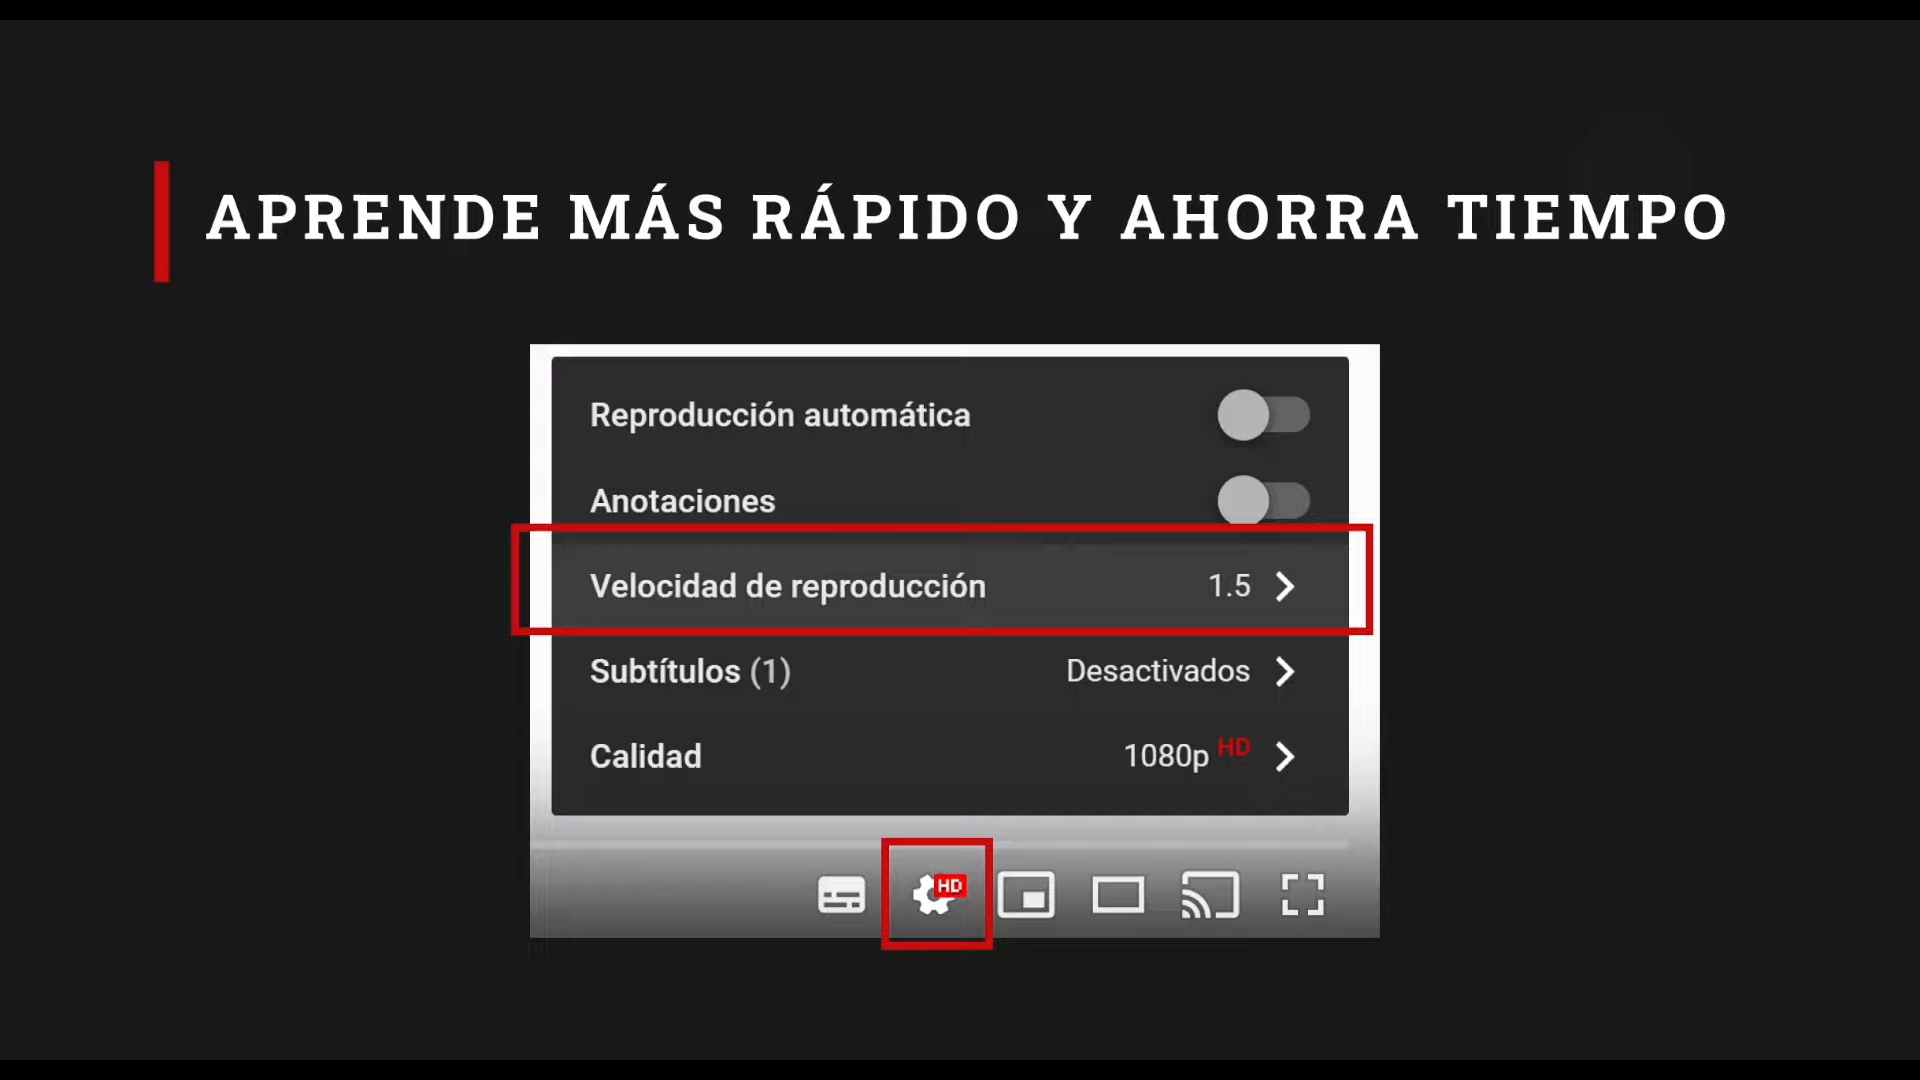 APRENDE MÁS RÁPIDO Y AHORRA TIEMPO
Reproducción automática
Anotaciones
Velocidad de reproducción 1.5
Subtítulos (1) Desactivados
Calidad 1080p HD
HD